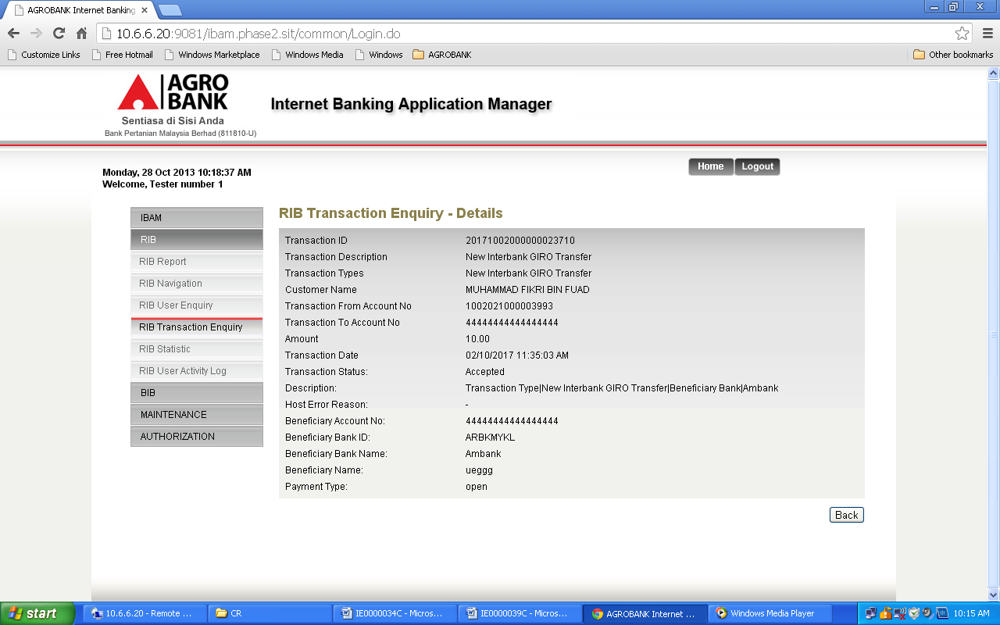 AGROBANK Internet Banking
10.6.6.20:9081/ibam.phase2.sit/common/Login.do
Customize Links Free Hotmail Windows Marketplace Windows Media Windows AGROBANK Other bookmarks
AGRO
BANK
Sentiasa di Sisi Anda
Bank Pertanian Malaysia Berhad (811810-U)
Internet Banking Application Manager
Monday, 28 Oct 2013 10:18:37 AM
Welcome, Tester number 1
Home Logout
IBAM
RIB
RIB Report
RIB Navigation
RIB User Enquiry
RIB Transaction Enquiry
RIB Statistic
RIB User Activity Log
BIB
MAINTENANCE
AUTHORIZATION
RIB Transaction Enquiry - Details
Transaction ID 20171002000000023710
Transaction Description New Interbank GIRO Transfer
Transaction Types New Interbank GIRO Transfer
Customer Name MUHAMMAD FIKRI BIN FUAD
Transaction From Account No 1002021000003993
Transaction To Account No 44444444444444444
Amount 10.00
Transaction Date 02/10/2017 11:35:03 AM
Transaction Status: Accepted
Description: Transaction Type|New Interbank GIRO Transfer|Beneficiary Bank|Ambank
Host Error Reason: -
Beneficiary Account No: 44444444444444444
Beneficiary Bank ID: ARBKMYKL
Beneficiary Bank Name: Ambank
Beneficiary Name: ueggg
Payment Type: open
Back
start 10.6.6.20 - Remote ... CR IE0000034C - Micros... IE0000039C - Micros... AGROBANK Internet ... Windows Media Player 10:15 AM